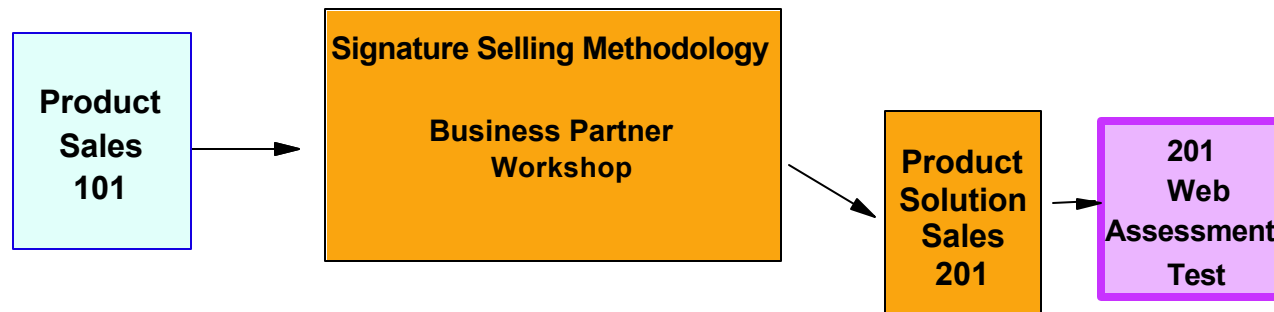 Product
Sales
101
Signature Selling Methodology
Business Partner
Workshop
Product
Solution
Sales
201
201
Web
Assessment
Test